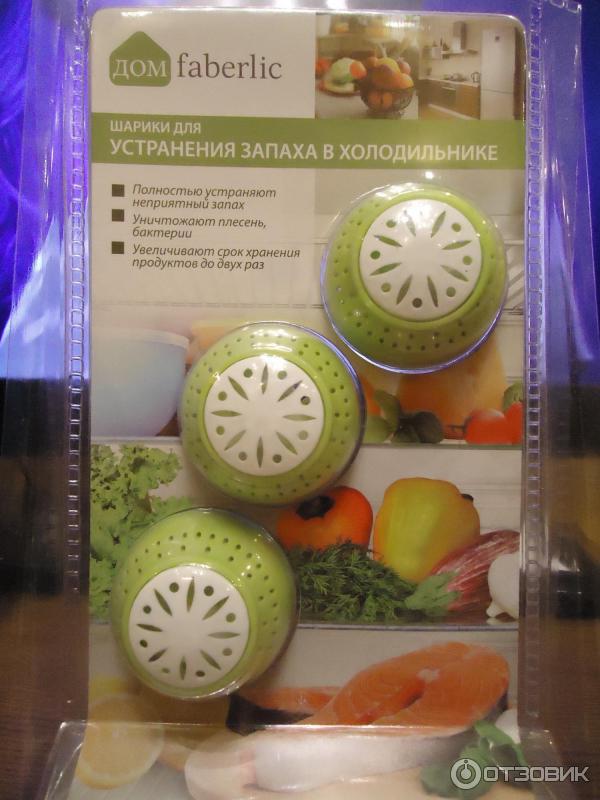 ДОМ faberlic
ШАРИКИ ДЛЯ
УСТРАНЕНИЯ ЗАПАХА В ХОЛОДИЛЬНИКЕ
Полностью устраняют
неприятный запах
Уничтожают плесень,
бактерии
Увеличивают срок хранения
продуктов до двух раз
ОТЗОВИК